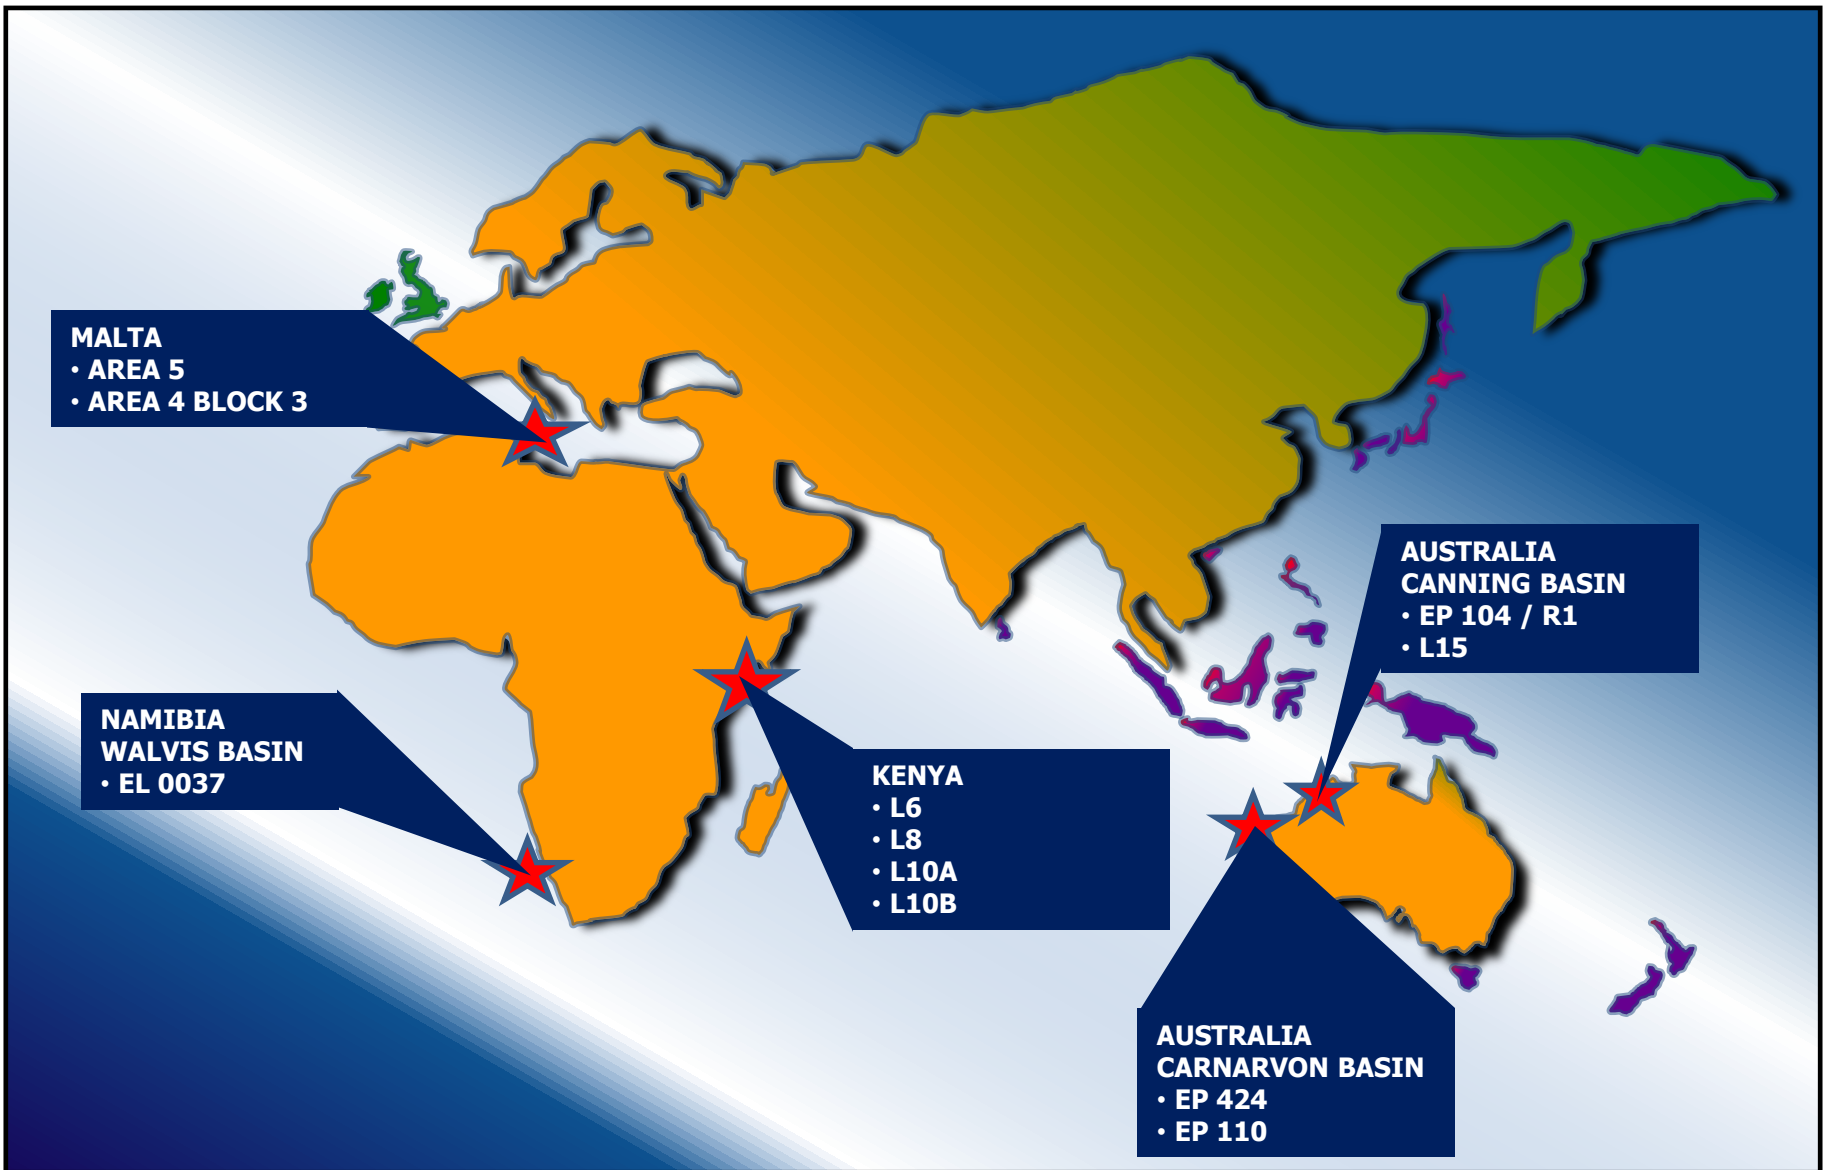 MALTA
• AREA 5
• AREA 4 BLOCK 3
AUSTRALIA
CANNING BASIN
• EP 104 / R1
• L15
NAMIBIA
WALVIS BASIN
• EL 0037
KENYA
• L6
• L8
• L10A
• L10B
AUSTRALIA
CARNARVON BASIN
• EP 424
• EP 110